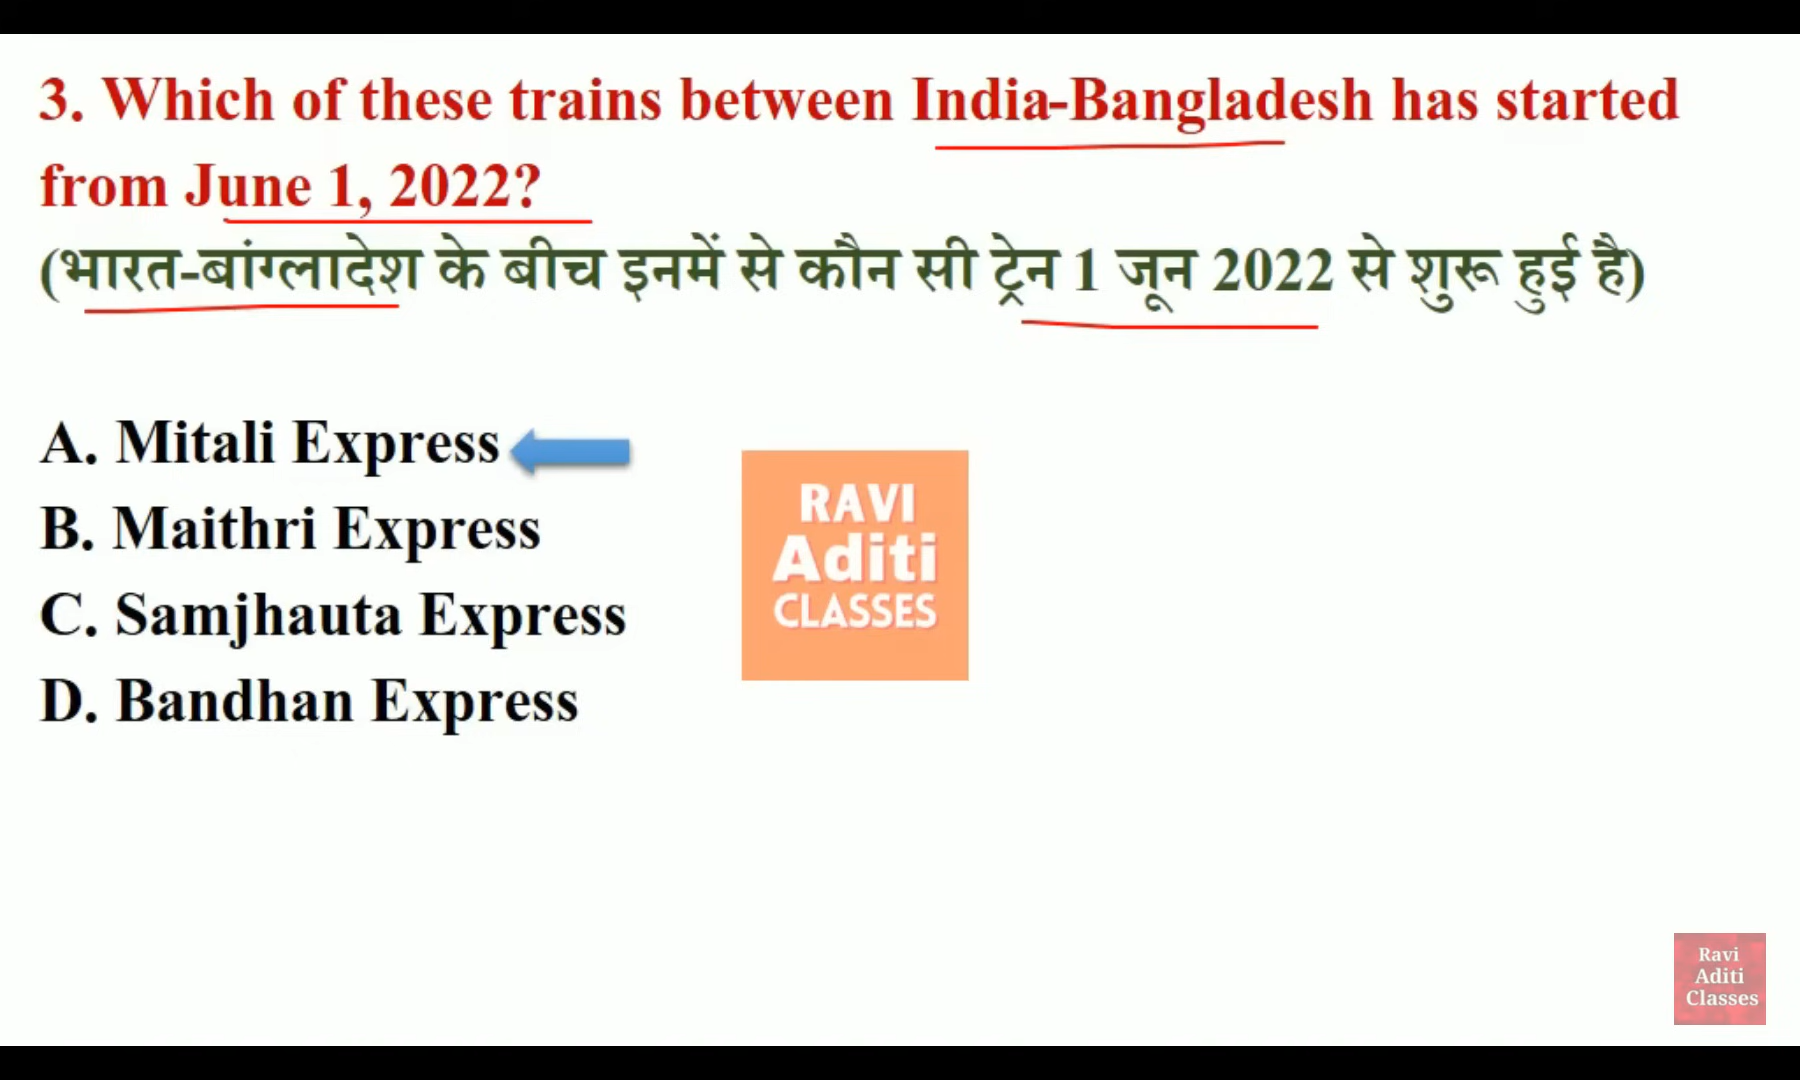 3. Which of these trains between India-Bangladesh has started
from June 1, 2022?
(भारत-बांग्लादेश के बीच इनमें से कौन सी ट्रेन 1 जून 2022 से शुरू हुई है)
A. Mitali Express
B. Maithri Express
C. Samjhauta Express
D. Bandhan Express
RAVI
Aditi
CLASSES
Ravi
Aditi
Classes